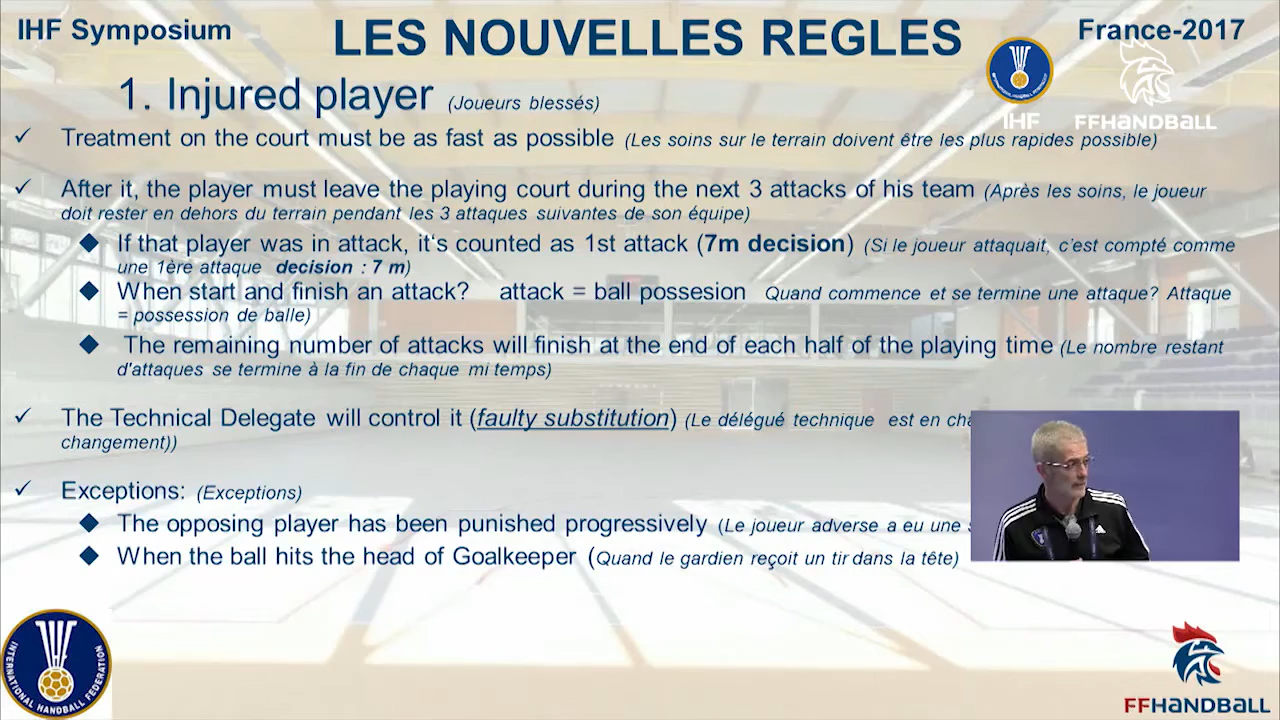 IHF Symposium
LES NOUVELLES REGLES
France-2017
1. Injured player (Joueurs blessés)
IHF
FFHANDBALL
Treatment on the court must be as fast as possible (Les soins sur le terrain doivent être les plus rapides possible)
After it, the player must leave the playing court during the next 3 attacks of his team (Après les soins, le joueur
doit rester en dehors du terrain pendant les 3 attaques suivantes de son équipe)
If that player was in attack, it's counted as 1st attack (7m decision) (Si le joueur attaquait, c'est compté comme
une 1ère attaque decision : 7 m)
When start and finish an attack? attack = ball possesion Quand commence et se termine une attaque? Attaque
= possession de balle)
The remaining number of attacks will finish at the end of each half of the playing time (Le nombre restant
d'attaques se termine à la fin de chaque mi temps)
The Technical Delegate will control it (faulty substitution) (Le délégué technique est en
changement))
Exceptions: (Exceptions)
The opposing player has been punished progressively (Le joueur adverse a eu une
When the ball hits the head of Goalkeeper (Quand le gardien reçoit un tir dans la tête)
adidas
INTERNATIONAL HANDBALL FEDERATION
FFHANDBALL